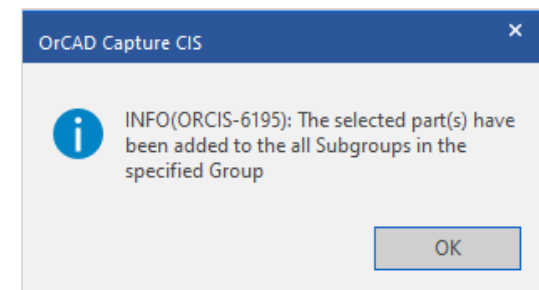 OrCAD Capture CIS
INFO(ORCIS-6195): The selected part(s) have
been added to the all Subgroups in the
specified Group
OK